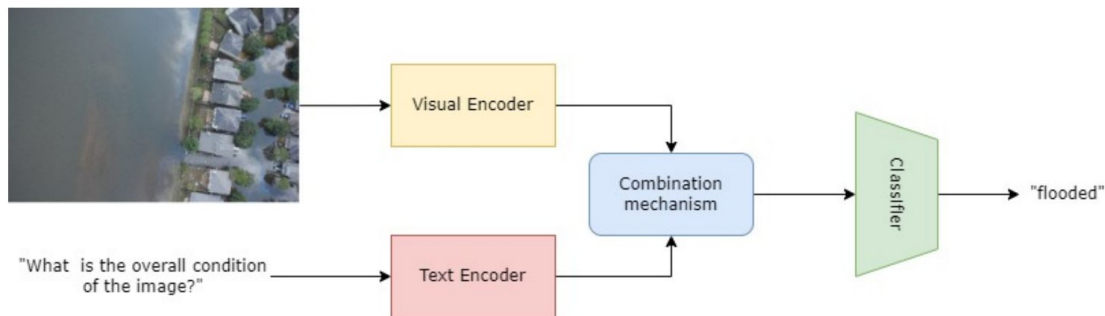 Visual Encoder
Combination
mechanism
Classifier
"flooded"
"What is the overall condition
of the image?"
Text Encoder